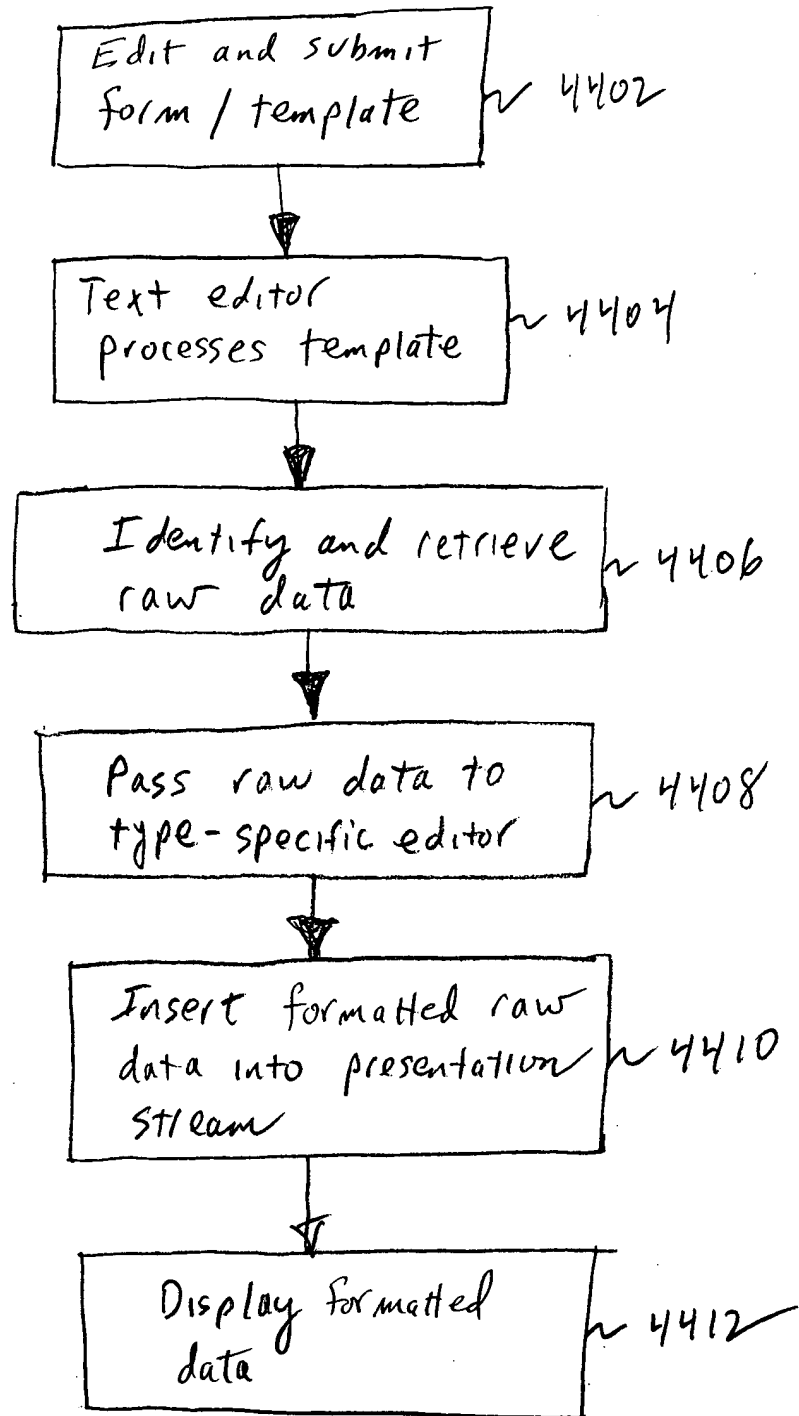 Edit and submit
form / template
4402
Text editor
processes template
4404
Identify and retrieve
raw data
4406
Pass raw data to
type-specific editor
4408
Insert formatted raw
data into presentation
stream
4410
Display formatted
data
4412